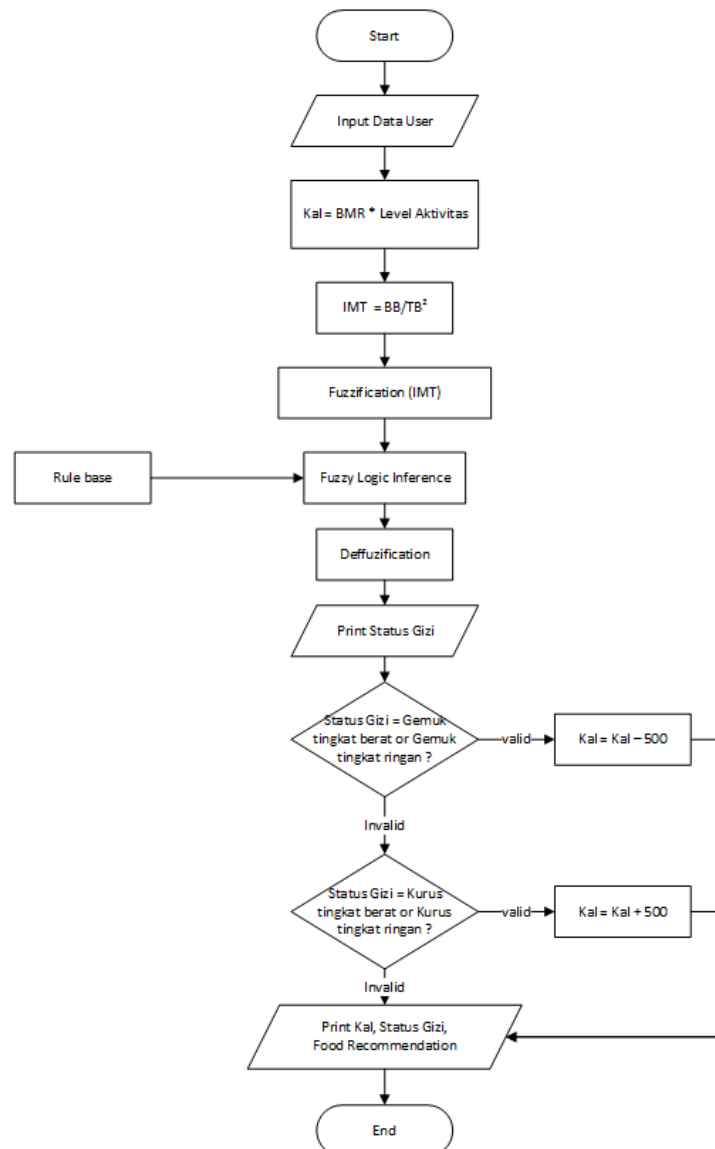 Start
Input Data User
Kal = BMR * Level Aktivitas
IMT = BB/TB²
Fuzzification (IMT)
Rule base
Fuzzy Logic Inference
Deffuzification
Print Status Gizi
Status Gizi = Gemuk
tingkat berat or Gemuk
tingkat ringan ?
valid
Kal = Kal – 500
Invalid
Status Gizi = Kurus
tingkat berat or Kurus
tingkat ringan ?
valid
Kal = Kal + 500
Invalid
Print Kal, Status Gizi,
Food Recommendation
End